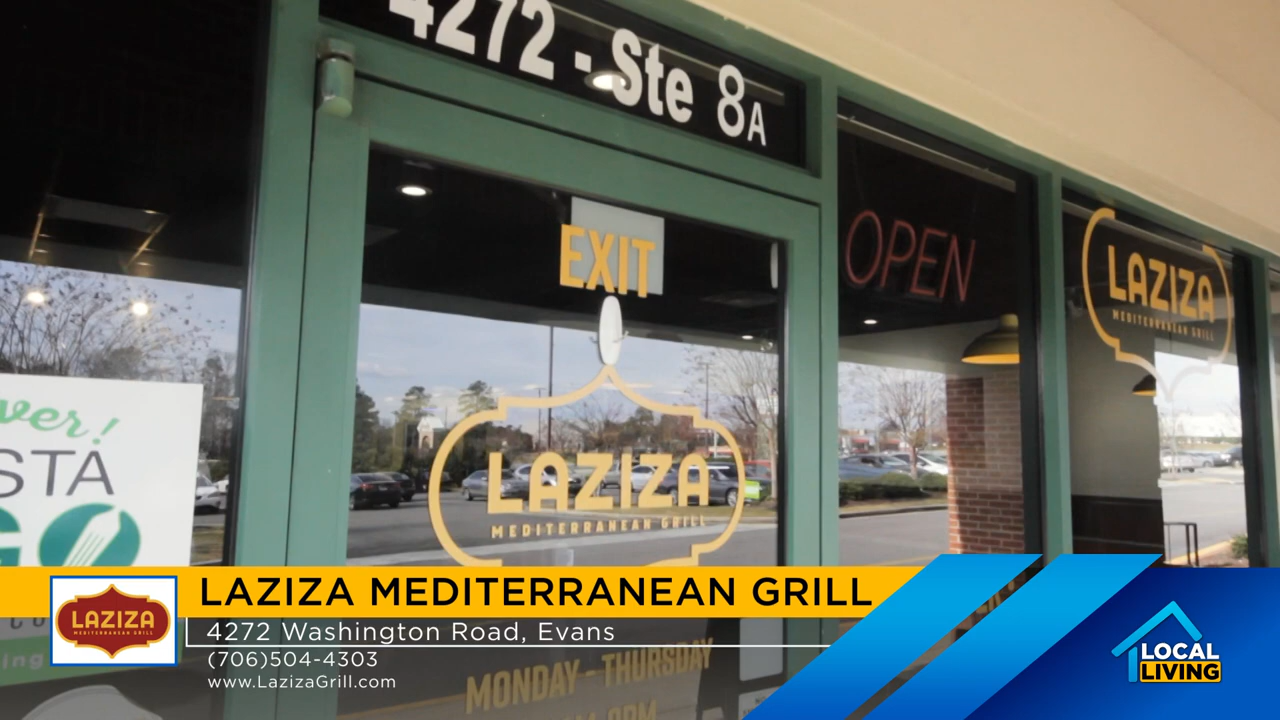 4272 - Ste 8A
EXIT
OPEN
LAZIZA
MEDITERRANEAN GRILL
LAZIZA
MEDITERRANEAN GRILL
ver!
STA
G
LAZIZA MEDITERRANEAN GRILL
LAZIZA
MEDITERRANEAN GRILL
4272 Washington Road, Evans
(706)504-4303
www.LazizaGrill.com
MONDAY - THURSDAY
LOCAL
LIVING